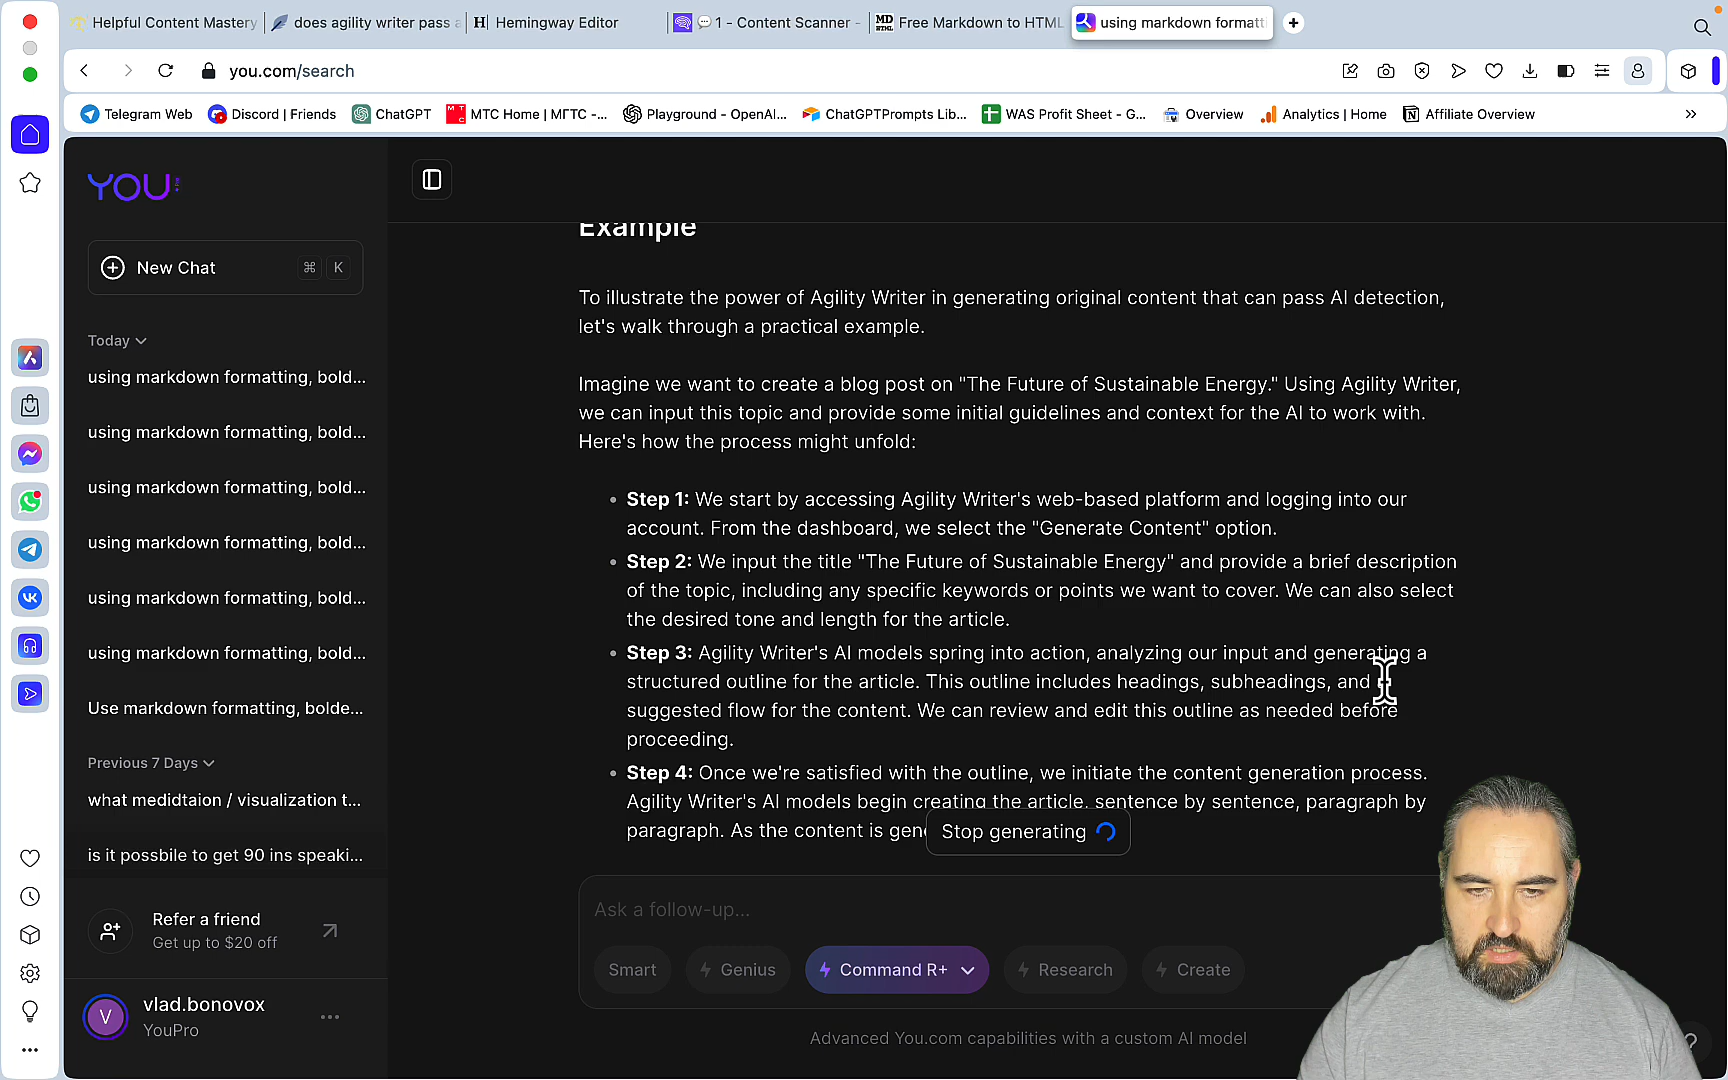 Helpful Content Mastery
does agility writer pass a
Hemingway Editor
1 - Content Scanner -
Free Markdown to HTML
using markdown formatti
you.com/search
Telegram Web
Discord | Friends
ChatGPT
МТС Home | МГТС -...
Playground - OpenAI...
ChatGPTPrompts Lib...
WAS Profit Sheet - G...
Overview
Analytics | Home
Affiliate Overview
YOU
New Chat
⌘ K
Today
using markdown formatting, bold...
using markdown formatting, bold...
using markdown formatting, bold...
using markdown formatting, bold...
using markdown formatting, bold...
using markdown formatting, bold...
Use markdown formatting, bolde...
Previous 7 Days
what medidtaion / visualization t...
is it possbile to get 90 ins speaki...
Refer a friend
Get up to $20 off
V
vlad.bonovox
YouPro
Example
To illustrate the power of Agility Writer in generating original content that can pass AI detection,
let's walk through a practical example.
Imagine we want to create a blog post on "The Future of Sustainable Energy." Using Agility Writer,
we can input this topic and provide some initial guidelines and context for the AI to work with.
Here's how the process might unfold:
• Step 1: We start by accessing Agility Writer's web-based platform and logging into our
account. From the dashboard, we select the "Generate Content" option.
• Step 2: We input the title "The Future of Sustainable Energy" and provide a brief description
of the topic, including any specific keywords or points we want to cover. We can also select
the desired tone and length for the article.
• Step 3: Agility Writer's AI models spring into action, analyzing our input and generating a
structured outline for the article. This outline includes headings, subheadings, and
suggested flow for the content. We can review and edit this outline as needed before
proceeding.
• Step 4: Once we're satisfied with the outline, we initiate the content generation process.
Agility Writer's AI models begin creating the article, sentence by sentence, paragraph by
paragraph. As the content is gen
Stop generating
Ask a follow-up...
Smart
Genius
Command R+
Research
Create
Advanced You.com capabilities with a custom AI model